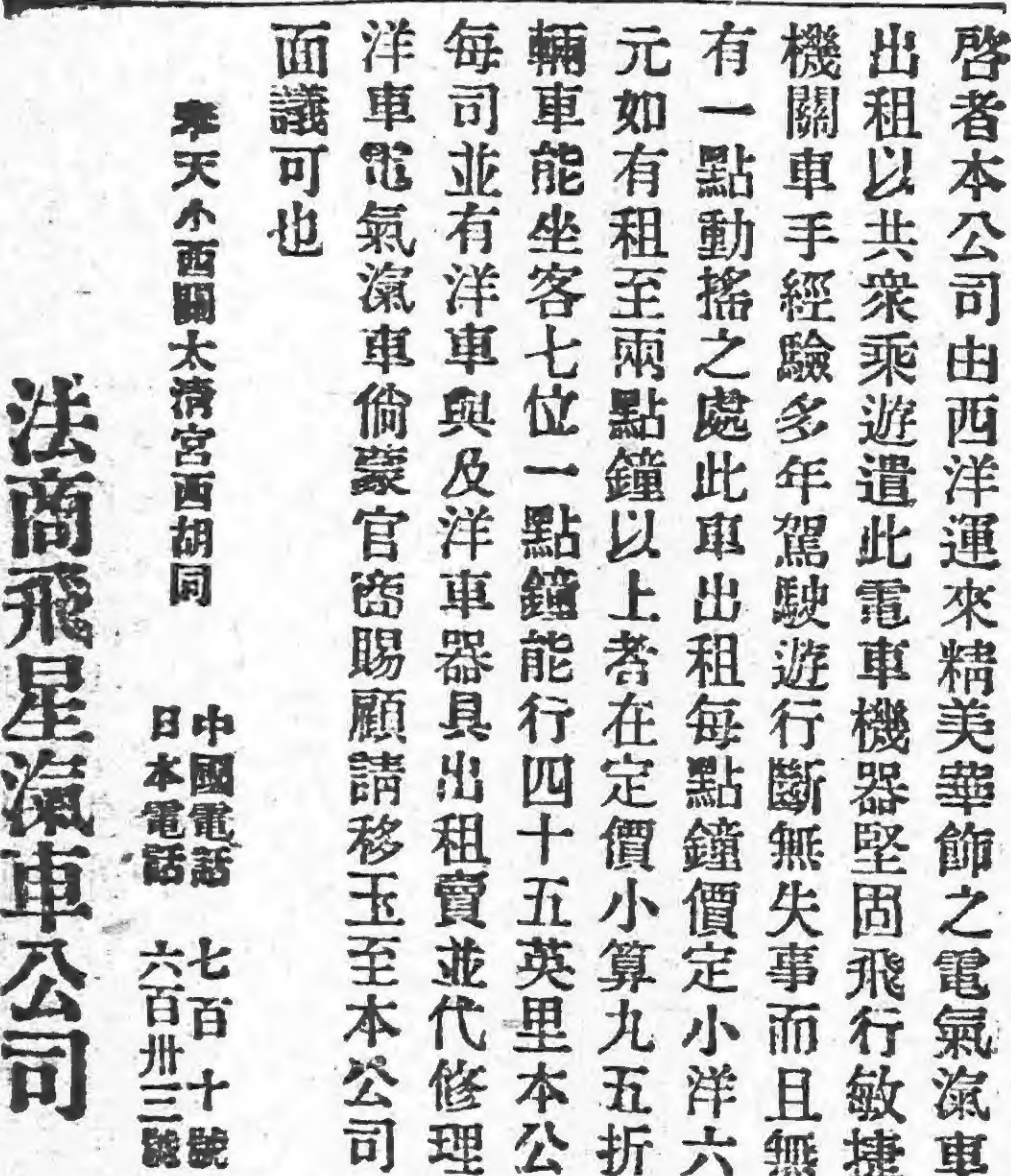 啓者本公司由西洋運來精美華飾之電氣滊車
出租以共衆乘遊遣此電車機器堅固飛行敏捷
機關車手經驗多年駕駛遊行斷無失事而且無
有一點動搖之處此車出租每點鐘價定小洋六
元如有租至兩點鐘以上者在定價小算九五折
輛車能坐客七位一點鐘能行四十五英里本公
每司並有洋車與及洋車器具出租賣並代修理
洋車電氣滊車倘蒙官商賜顧請移玉至本公司
面議可也
奉天小西關太清宮西胡同
中國電話 七百十號
日本電話 六百卅三號
法商飛星滊車公司